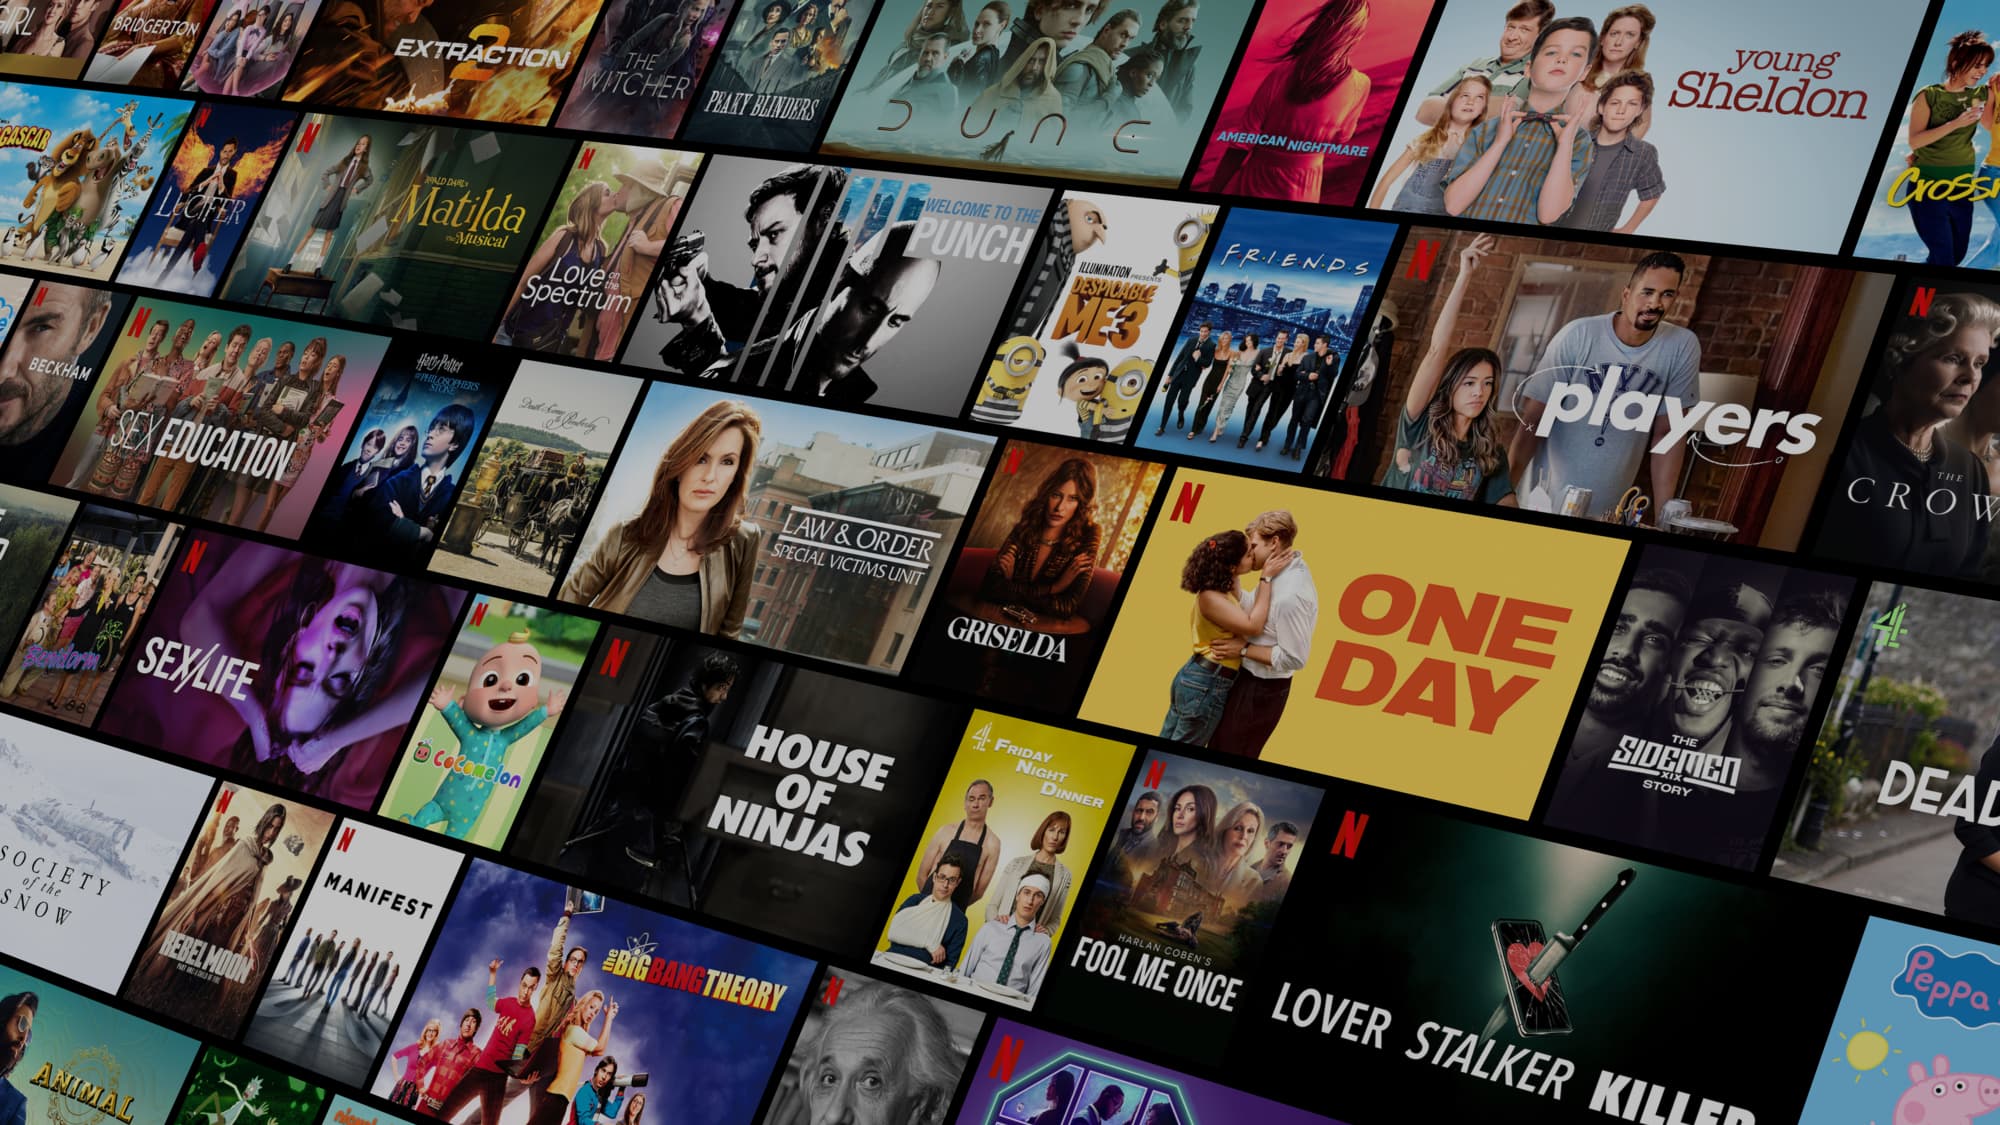 GIRL
BRIDGERTON
EXTRACTION
2
THE
WITCHER
PEAKY BLINDERS
DUNE
AMERICAN NIGHTMARE
young
Sheldon
GASCAR
LUCIFER
ROALD DAHL'S
Matilda
The Musical
Love on
the
Spectrum
WELCOME TO THE
PUNCH
ILLUMINATION PRESENTS
DESPICABLE
ME 3
F·R·I·E·N·D·S
N
players
NYU
N
THE
CROW
N
BECKHAM
N
SEX EDUCATION
Harry Potter
PHILOSOPHER'S
STONE
Death Comes to Pemberley
LAW & ORDER
SPECIAL VICTIMS UNIT
N
GRISELDA
N
ONE
DAY
THE
SIDEMEN
XIX
STORY
4
DEAD
Benidorm
N
SEX/LIFE
N
CoComelon
N
HOUSE
OF
NINJAS
4
FRIDAY
NIGHT
DINNER
N
HARLAN COBEN'S
FOOL ME ONCE
N
LOVER STALKER KILLER
SOCIETY
of the
SNOW
N
REBEL MOON
N
MANIFEST
the BIG BANG THEORY
N
N
Peppa
ANIMAL